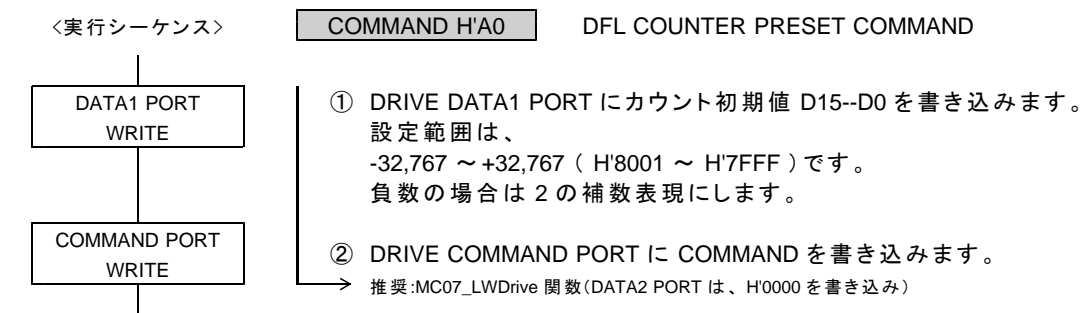 <実行シーケンス>
COMMAND H'A0 DFL COUNTER PRESET COMMAND
DATA1 PORT
WRITE
① DRIVE DATA1 PORT にカウント初期値 D15--D0 を書き込みます。
設定範囲は、
-32,767 ～ +32,767 ( H'8001 ～ H'7FFF ) です。
負数の場合は 2 の補数表現にします。
COMMAND PORT
WRITE
② DRIVE COMMAND PORT に COMMAND を書き込みます。
推奨:MC07_LWDrive 関数(DATA2 PORT は、H'0000 を書き込み)